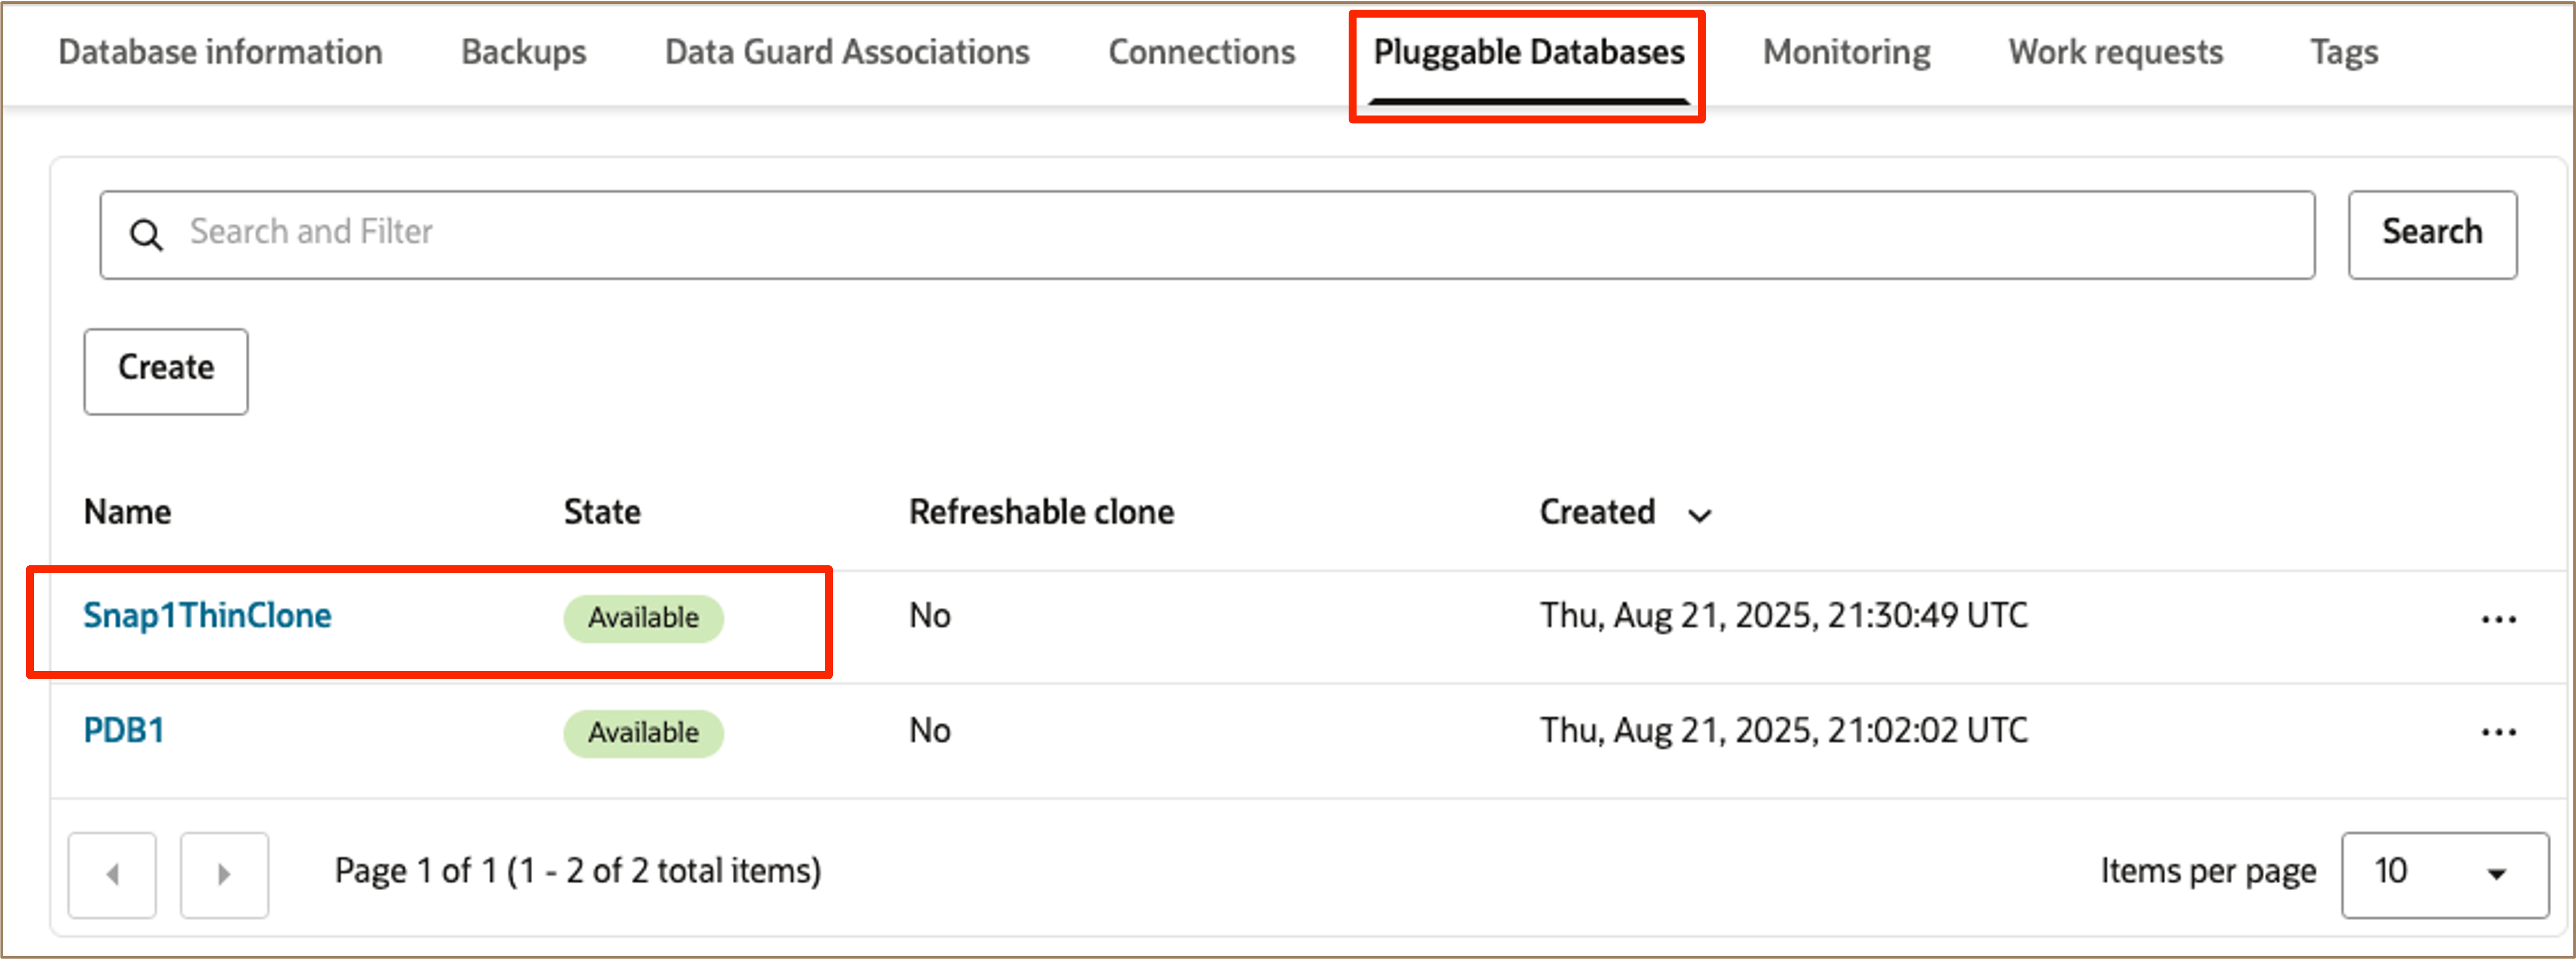 Database information Backups Data Guard Associations Connections Pluggable Databases Monitoring Work requests Tags
Search and Filter Search
Create
Name State Refreshable clone Created
Snap1ThinClone Available No Thu, Aug 21, 2025, 21:30:49 UTC
PDB1 Available No Thu, Aug 21, 2025, 21:02:02 UTC
Page 1 of 1 (1 - 2 of 2 total items) Items per page 10